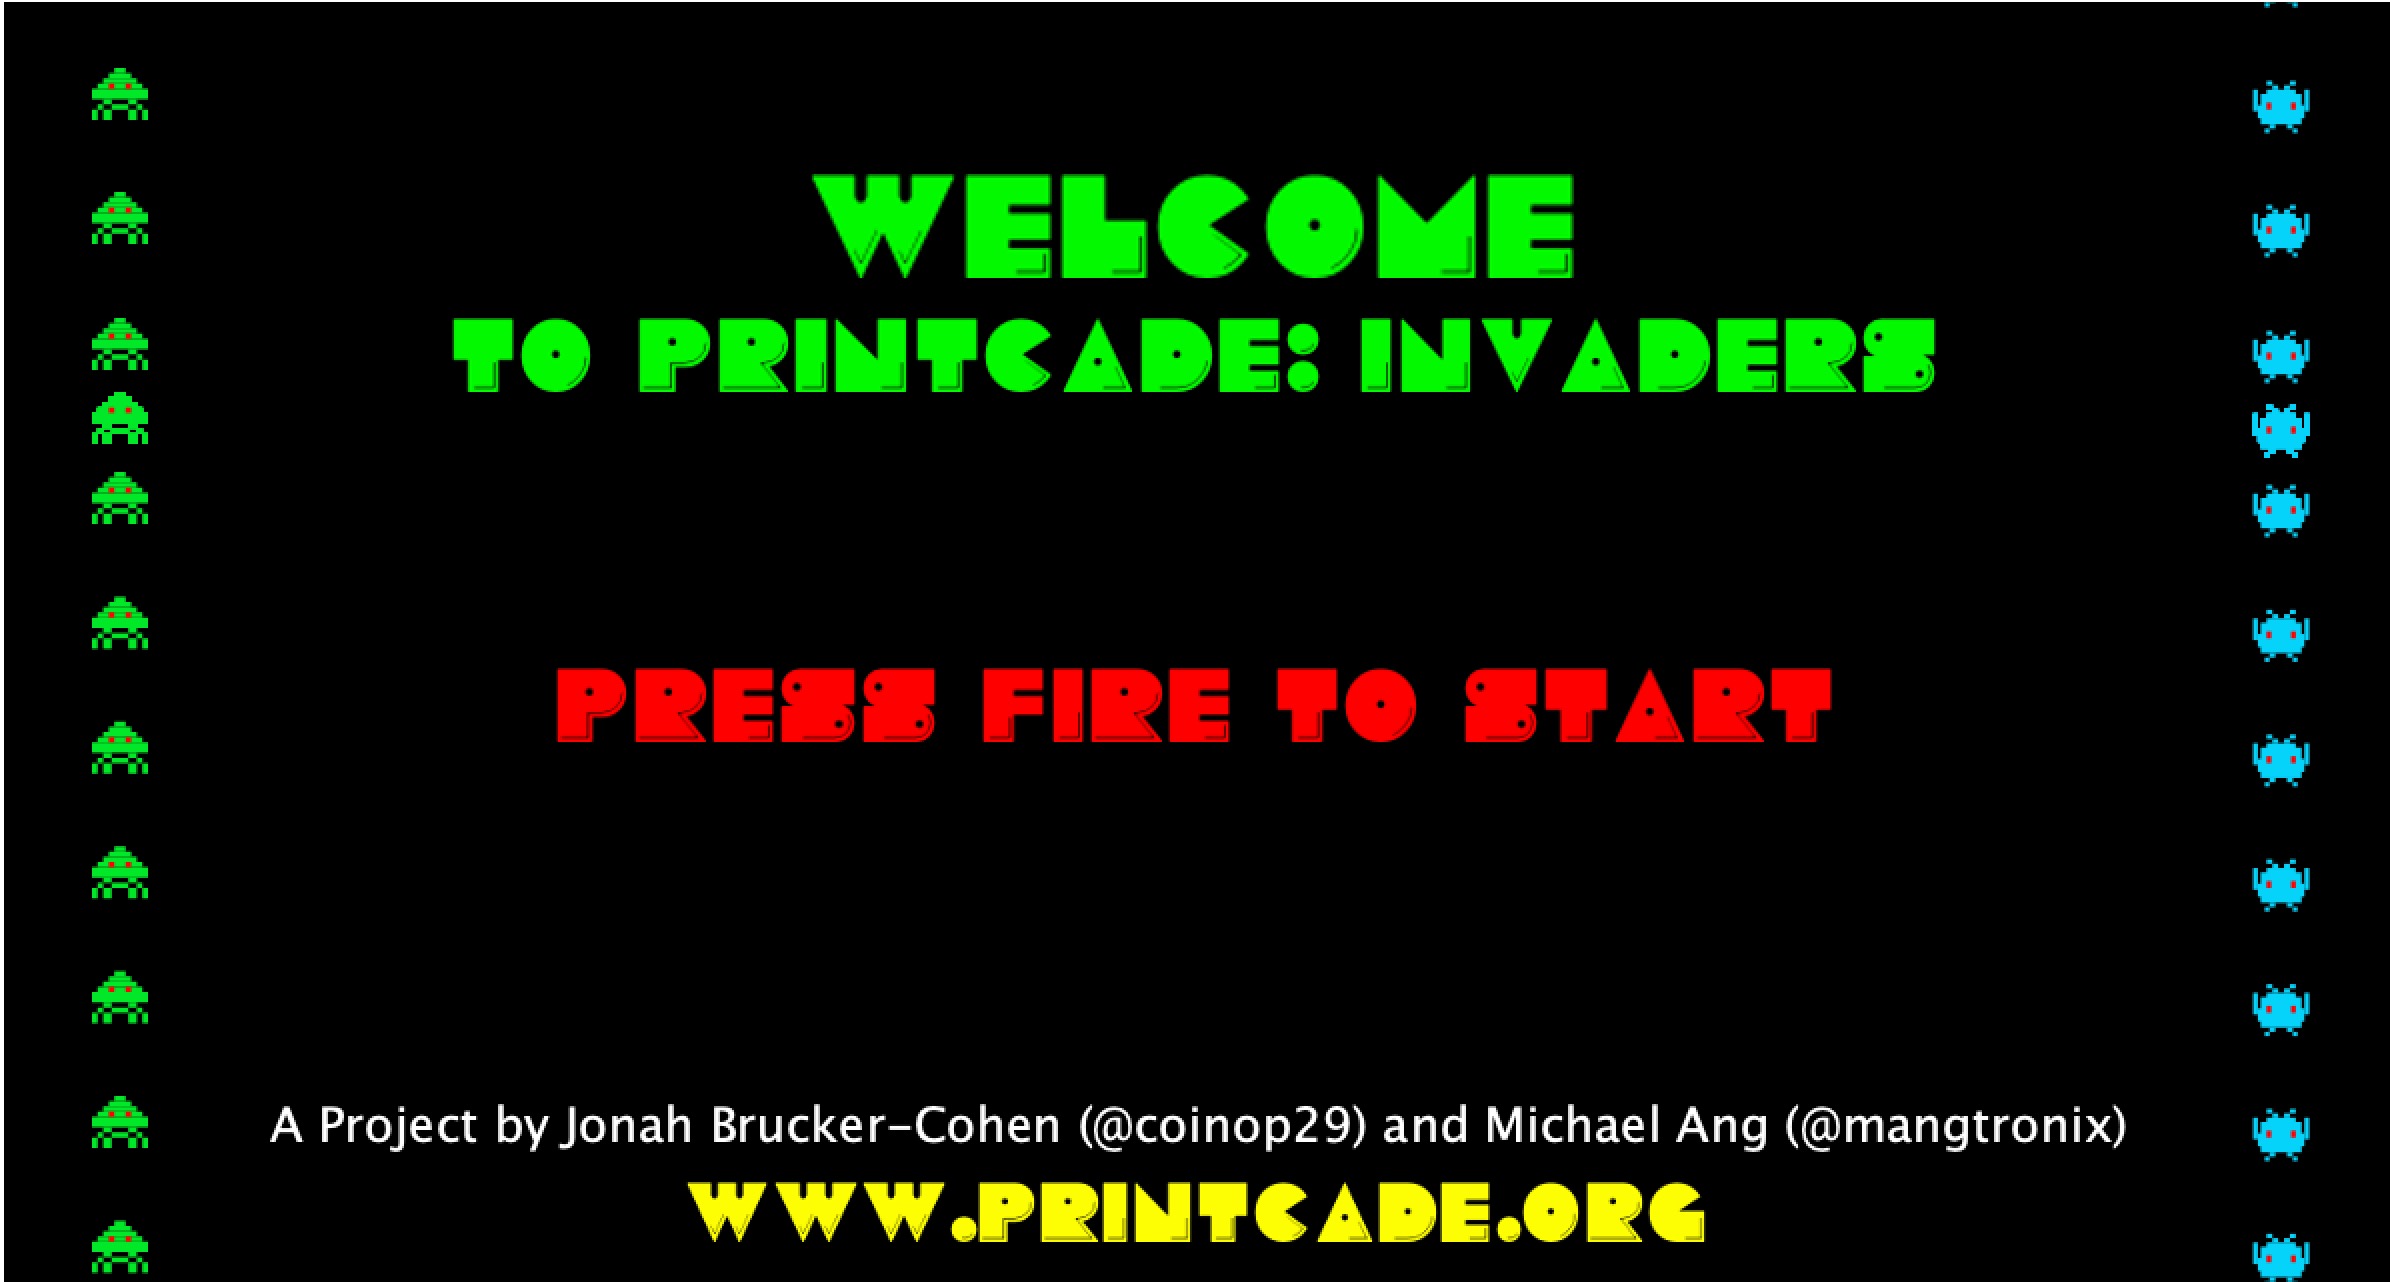 WELCOME
TO PRINTCADE: INVADERS
PRESS FIRE TO START
A Project by Jonah Brucker-Cohen (@coinop29) and Michael Ang (@mangtronix)
WWW.PRINTCADE.ORG